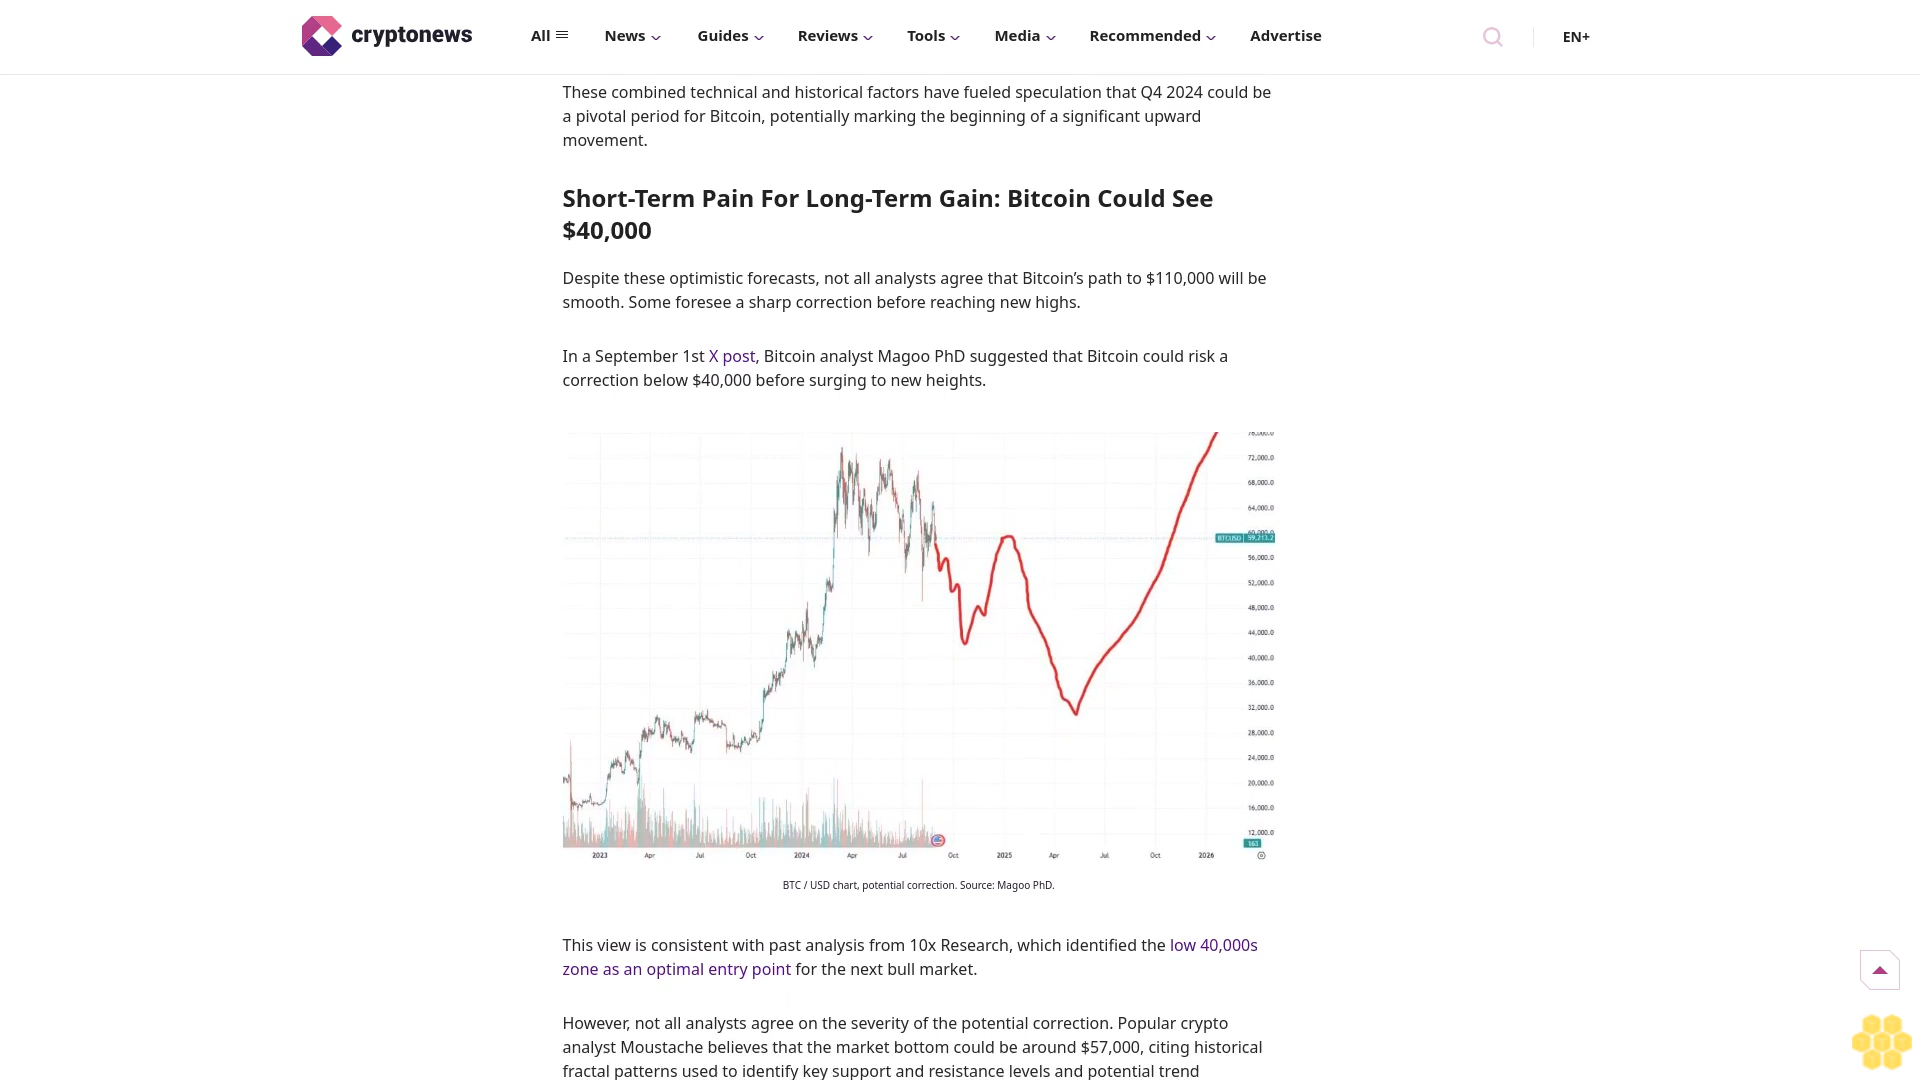 cryptonews
All
News
Guides
Reviews
Tools
Media
Recommended
Advertise
EN+
These combined technical and historical factors have fueled speculation that Q4 2024 could be
a pivotal period for Bitcoin, potentially marking the beginning of a significant upward
movement.
Short-Term Pain For Long-Term Gain: Bitcoin Could See
$40,000
Despite these optimistic forecasts, not all analysts agree that Bitcoin’s path to $110,000 will be
smooth. Some foresee a sharp correction before reaching new highs.
In a September 1st X post, Bitcoin analyst Magoo PhD suggested that Bitcoin could risk a
correction below $40,000 before surging to new heights.
72,000.0
68,000.0
64,000.0
BTCUSD 59,213.2
56,000.0
52,000.0
48,000.0
44,000.0
40,000.0
36,000.0
32,000.0
28,000.0
24,000.0
20,000.0
16,000.0
12,000.0
163
2023 Apr Jul Oct 2024 Apr Jul Oct 2025 Apr Jul Oct 2026
BTC / USD chart, potential correction. Source: Magoo PhD.
This view is consistent with past analysis from 10x Research, which identified the low 40,000s
zone as an optimal entry point for the next bull market.
However, not all analysts agree on the severity of the potential correction. Popular crypto
analyst Moustache believes that the market bottom could be around $57,000, citing historical
fractal patterns used to identify key support and resistance levels and potential trend